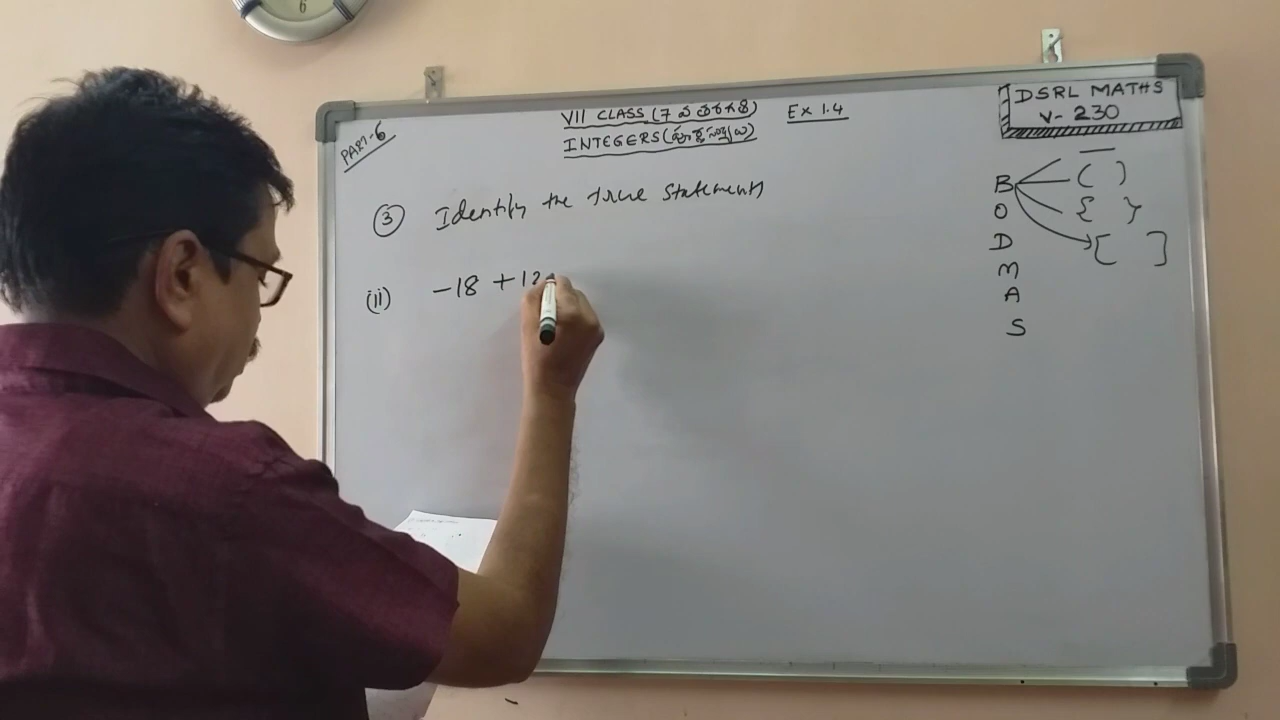 6
PART-6
VII CLASS (7 వ తరగతి) Ex 1.4
INTEGERS (పూర్ణసంఖ్యలు)
DSRL MATHS
V- 230
③ Identify the true statements
(ii) -18 +12
B ( )
O { }
D [ ]
M
A
S